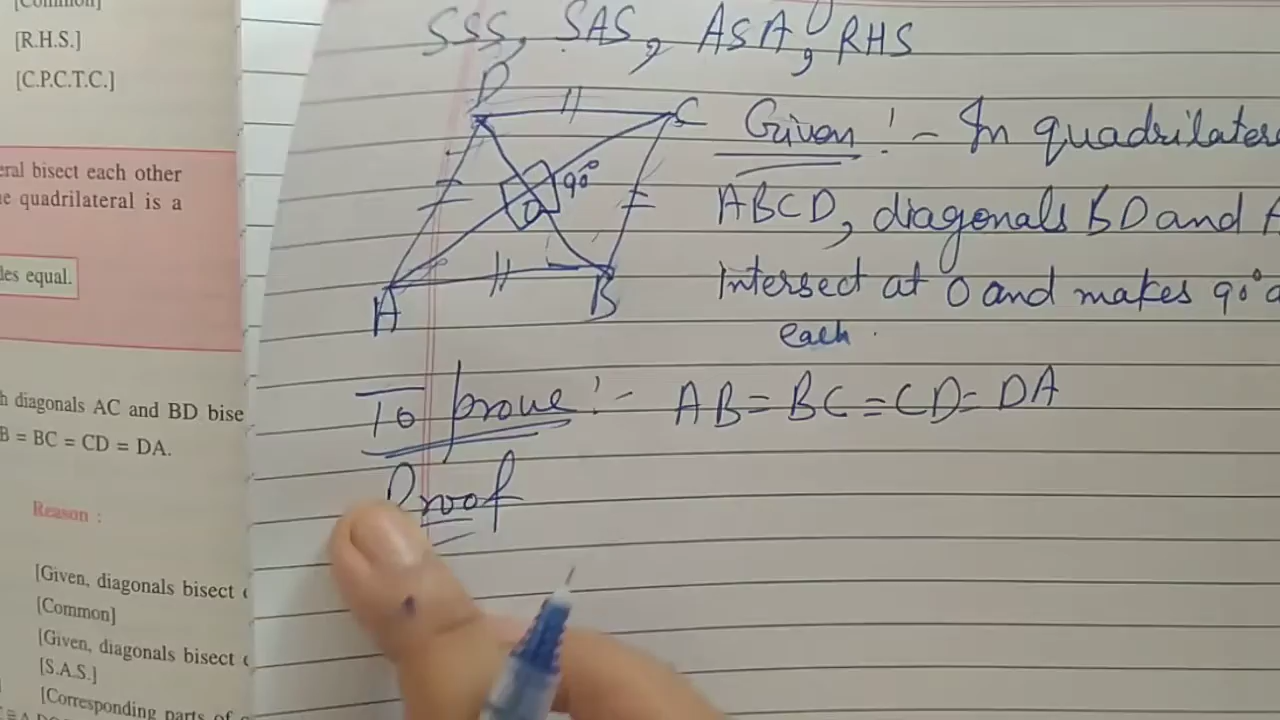 [R.H.S.]
[C.P.C.T.C.]
eral bisect each other
e quadrilateral is a
les equal.
h diagonals AC and BD bise
B = BC = CD = DA.
Reason :
[Given, diagonals bisect
[Common]
[Given, diagonals bisect
[S.A.S.]
[Corresponding parts of
SSS, SAS, ASA, RHS
D
C
90°
O
A
B
Given :- In quadrilater
ABCD, diagonals BD and A
Intersect at O and makes 90°
each.
To prove :- AB = BC = CD = DA
Proof